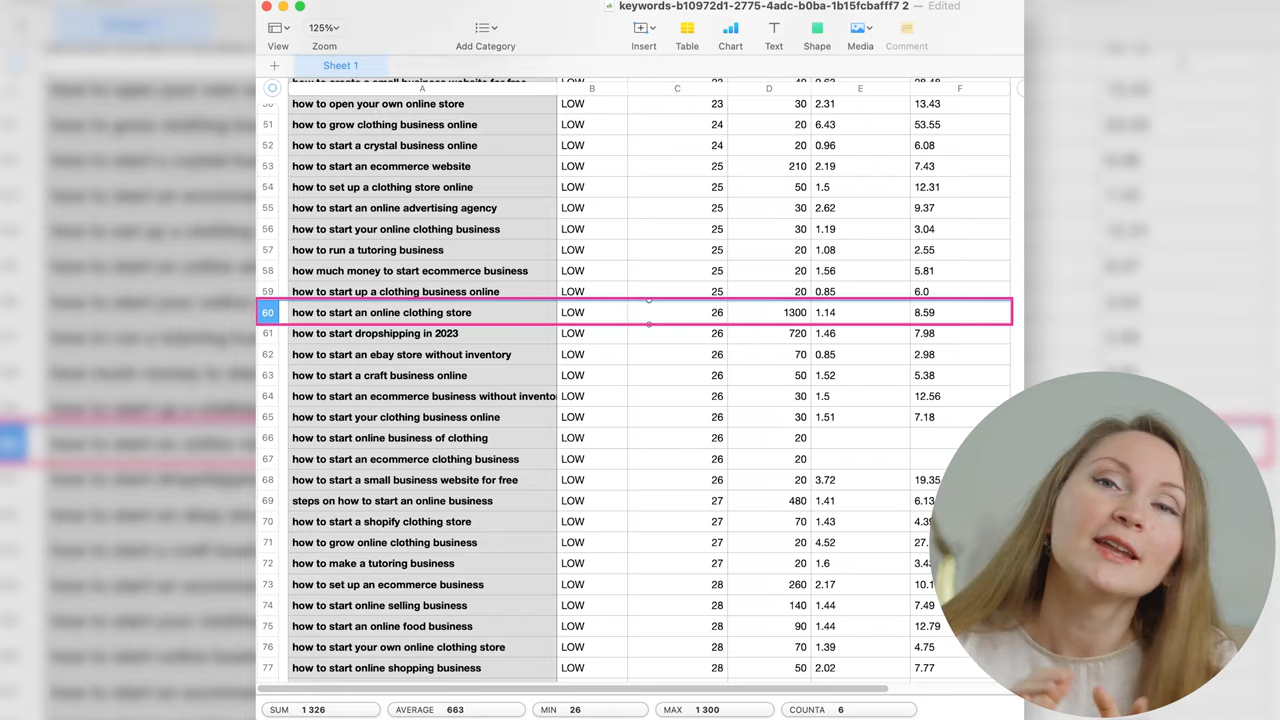 keywords-b10972d1-2775-4adc-b0ba-1b15fcbafff7 2 — Edited
125%
View Zoom Add Category Insert Table Chart Text Shape Media Comment
Sheet 1
A B C D E F
how to open your own online store LOW 23 30 2.31 13.43
51 how to grow clothing business online LOW 24 20 6.43 53.55
52 how to start a crystal business online LOW 24 20 0.96 6.08
53 how to start an ecommerce website LOW 25 210 2.19 7.43
54 how to set up a clothing store online LOW 25 50 1.5 12.31
55 how to start an online advertising agency LOW 25 30 2.62 9.37
56 how to start your online clothing business LOW 25 30 1.19 3.04
57 how to run a tutoring business LOW 25 20 1.08 2.55
58 how much money to start ecommerce business LOW 25 20 1.56 5.81
59 how to start up a clothing business online LOW 25 20 0.85 6.0
60 how to start an online clothing store LOW 26 1300 1.14 8.59
61 how to start dropshipping in 2023 LOW 26 720 1.46 7.98
62 how to start an ebay store without inventory LOW 26 70 0.85 2.98
63 how to start a craft business online LOW 26 50 1.52 5.38
64 how to start an ecommerce business without invento LOW 26 30 1.5 12.56
65 how to start your clothing business online LOW 26 30 1.51 7.18
66 how to start online business of clothing LOW 26 20
67 how to start an ecommerce clothing business LOW 26 20
68 how to start a small business website for free LOW 26 20 3.72 19.35
69 steps on how to start an online business LOW 27 480 1.41 6.13
70 how to start a shopify clothing store LOW 27 70 1.43 4.39
71 how to grow online clothing business LOW 27 20 4.52 27.
72 how to make a tutoring business LOW 27 20 1.6 3.4
73 how to set up an ecommerce business LOW 28 260 2.17 10.1
74 how to start online selling business LOW 28 140 1.44 7.49
75 how to start an online food business LOW 28 90 1.44 12.79
76 how to start your own online clothing store LOW 28 70 1.39 4.75
77 how to start online shopping business LOW 28 50 2.02 7.77
SUM 1 326 AVERAGE 663 MIN 26 MAX 1 300 COUNTA 6